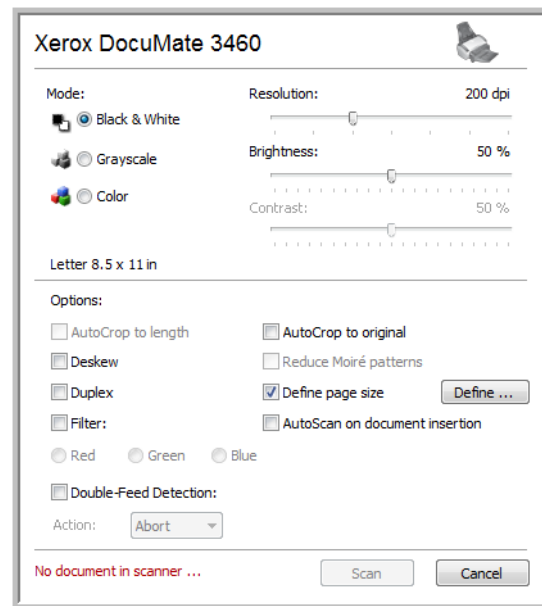 Xerox DocuMate 3460
Mode: Resolution: 200 dpi
Black & White
Grayscale Brightness: 50 %
Color
Contrast: 50 %
Letter 8.5 x 11 in
Options:
AutoCrop to length AutoCrop to original
Deskew Reduce Moiré patterns
Duplex Define page size Define ...
Filter: AutoScan on document insertion
Red Green Blue
Double-Feed Detection:
Action: Abort
No document in scanner ... Scan Cancel